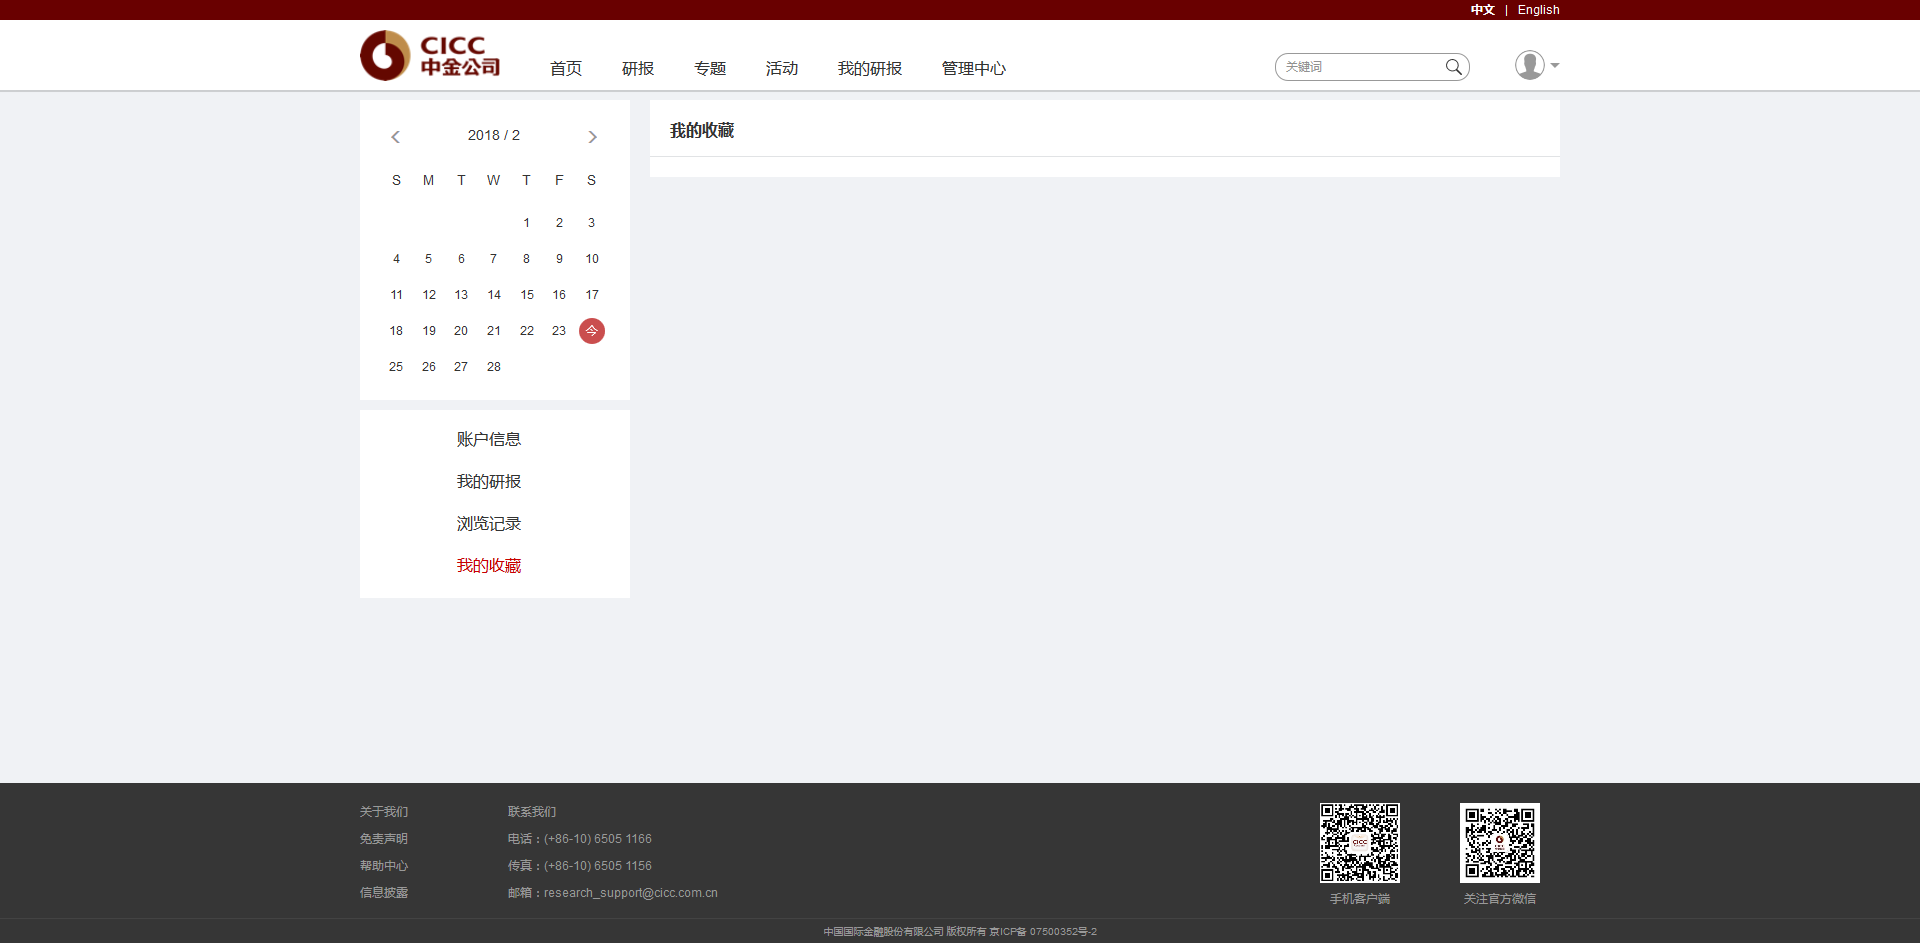 中文 | English
CICC
中金公司
首页 研报 专题 活动 我的研报 管理中心
关键词
2018 / 2
S M T W T F S
1 2 3
4 5 6 7 8 9 10
11 12 13 14 15 16 17
18 19 20 21 22 23 今
25 26 27 28
账户信息
我的研报
浏览记录
我的收藏
我的收藏
关于我们
免责声明
帮助中心
信息披露
联系我们
电话：(+86-10) 6505 1166
传真：(+86-10) 6505 1156
邮箱：research_support@cicc.com.cn
CICC
手机客户端
关注官方微信
中国国际金融股份有限公司 版权所有 京ICP备 07500352号-2